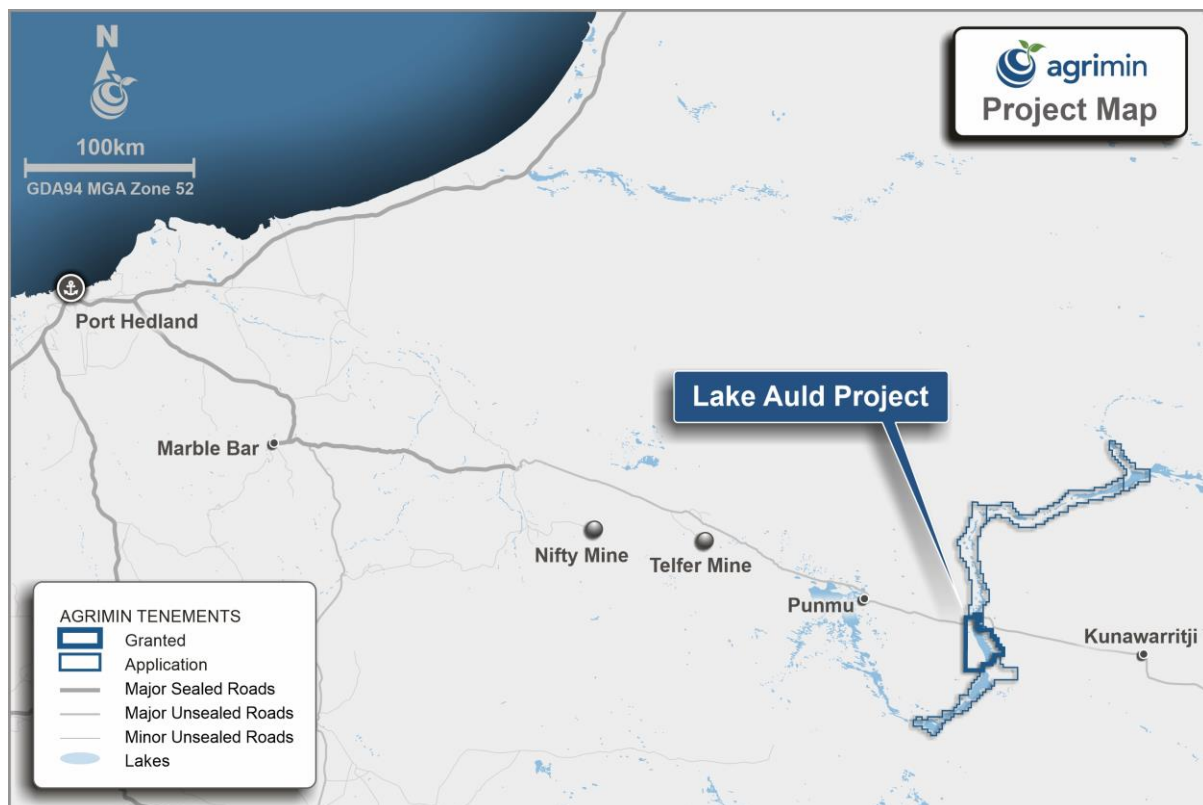 N
100km
GDA94 MGA Zone 52
agrimin
Project Map
Port Hedland
Lake Auld Project
Marble Bar
Nifty Mine
Telfer Mine
Punmu
Kunawarritji
AGRIMIN TENEMENTS
Granted
Application
Major Sealed Roads
Major Unsealed Roads
Minor Unsealed Roads
Lakes